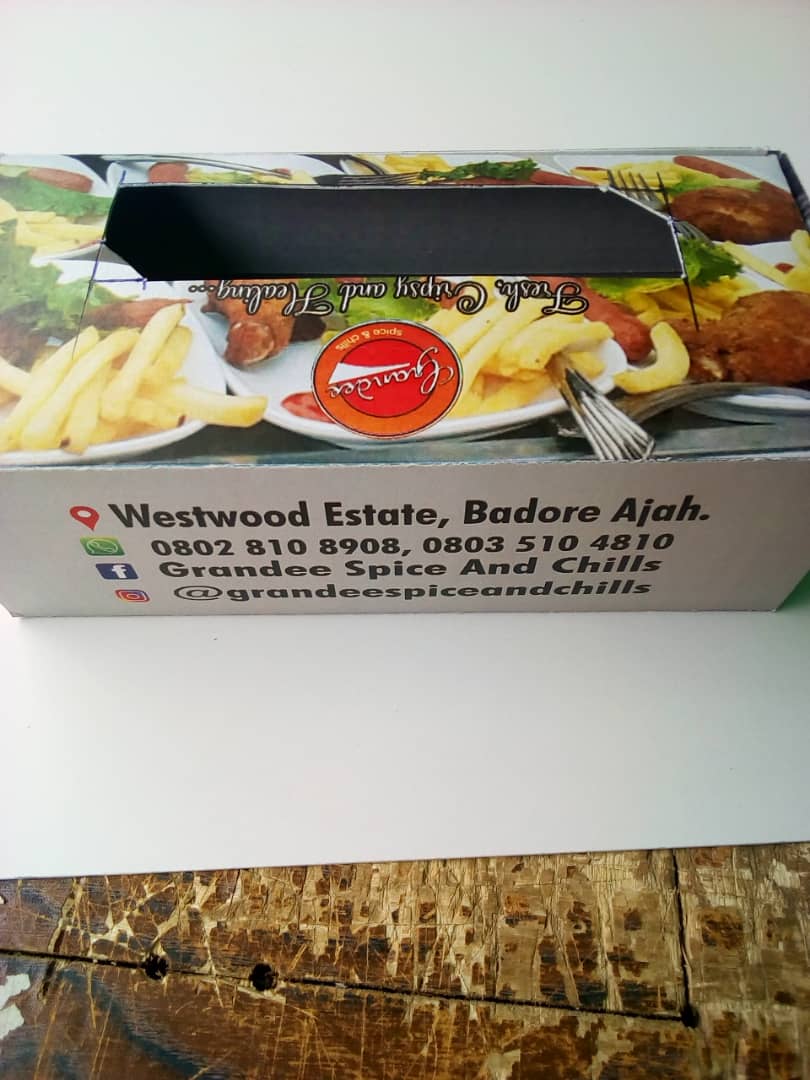 Fresh, Cripsy and Healing...
Grandee
spice & chills
Westwood Estate, Badore Ajah.
0802 810 8908, 0803 510 4810
Grandee Spice And Chills
@grandeespiceandchills